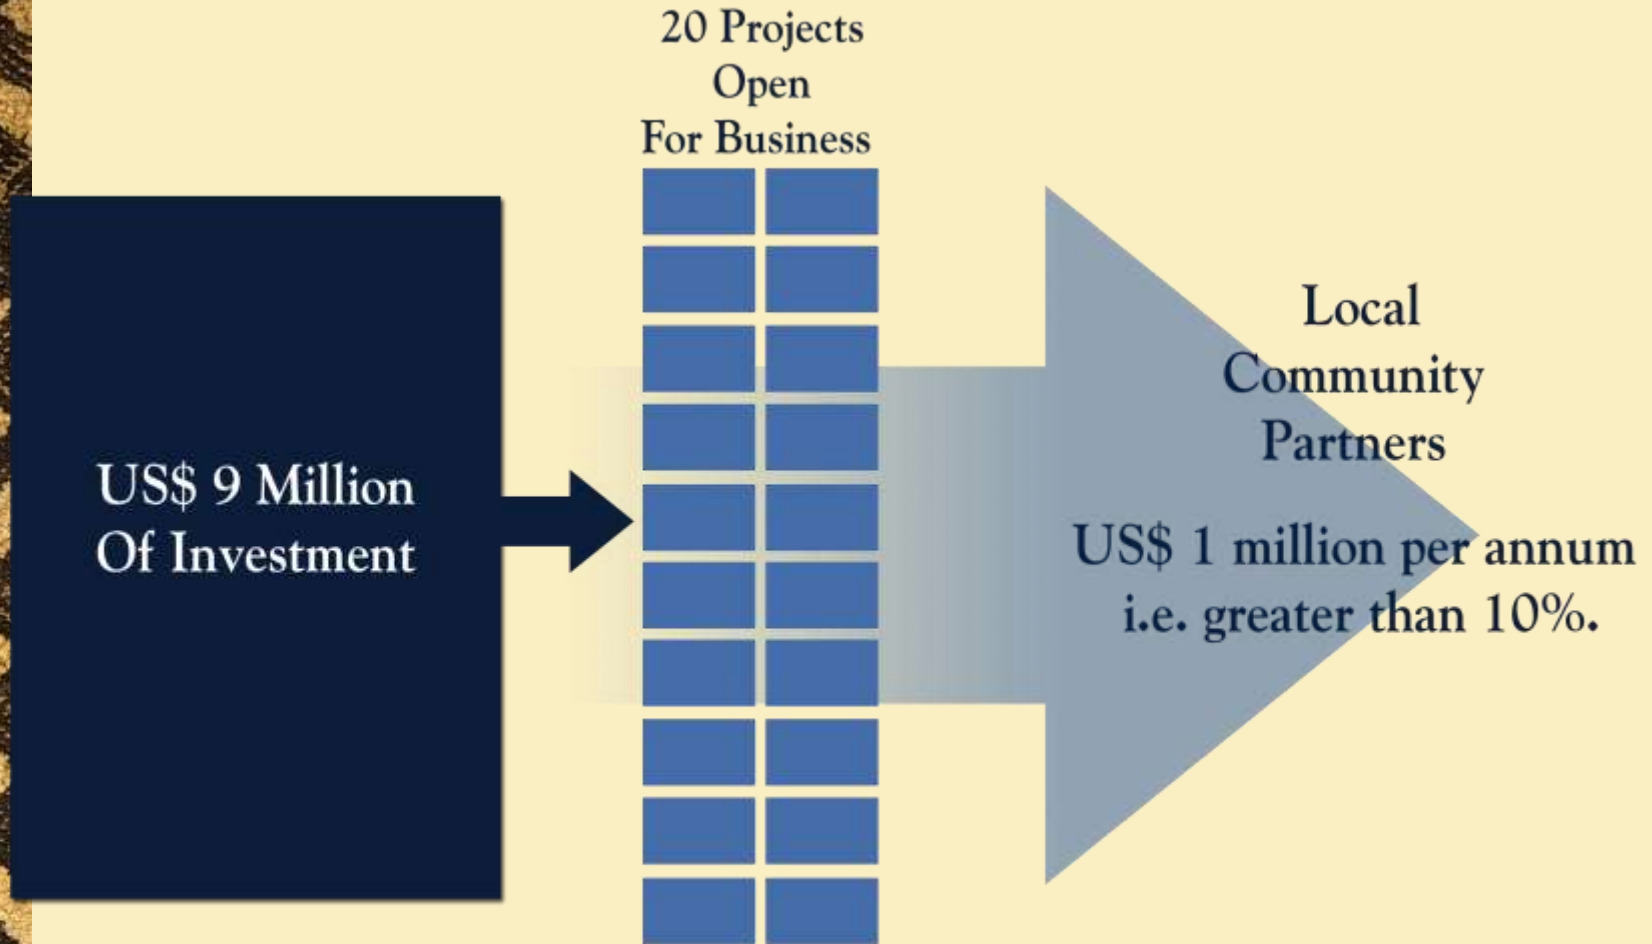 20 Projects
Open
For Business
US$ 9 Million
Of Investment
Local
Community
Partners
US$ 1 million per annum
i.e. greater than 10%.